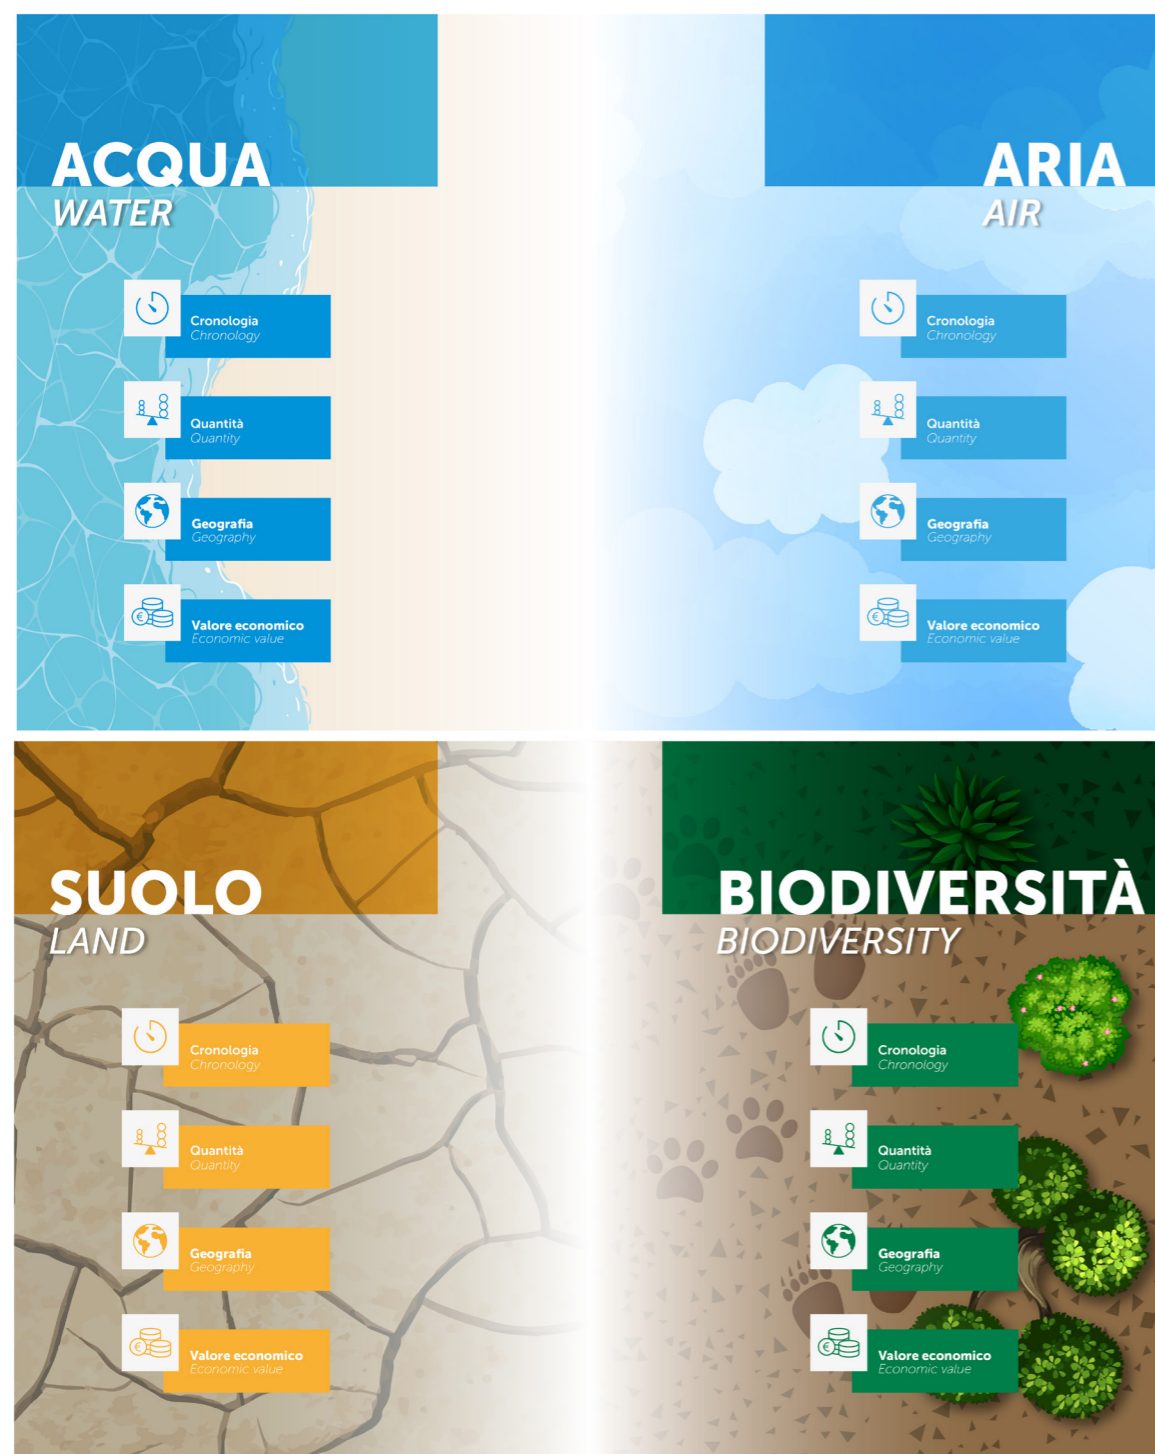 ACQUA
WATER
Cronologia
Chronology
Quantità
Quantity
Geografia
Geography
Valore economico
Economic value
ARIA
AIR
Cronologia
Chronology
Quantità
Quantity
Geografia
Geography
Valore economico
Economic value
SUOLO
LAND
Cronologia
Chronology
Quantità
Quantity
Geografia
Geography
Valore economico
Economic value
BIODIVERSITÀ
BIODIVERSITY
Cronologia
Chronology
Quantità
Quantity
Geografia
Geography
Valore economico
Economic value